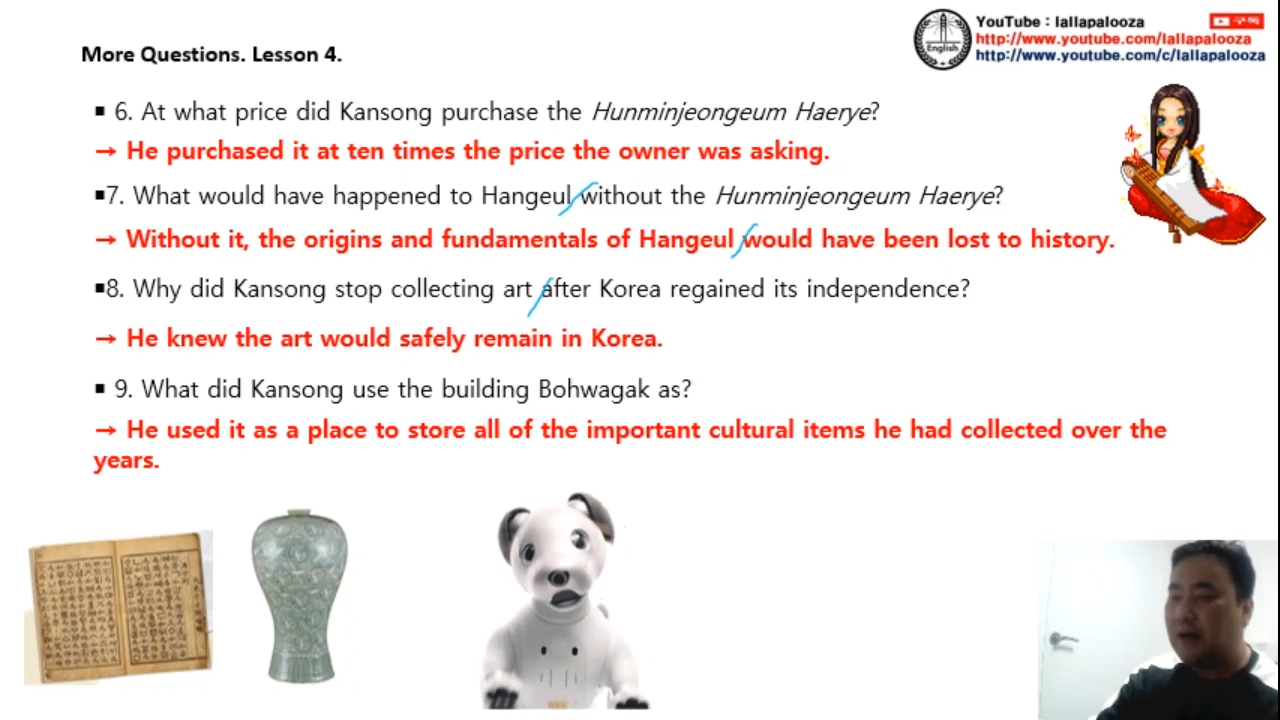 YouTube : lallapalooza
http://www.youtube.com/lallapalooza
http://www.youtube.com/c/lallapalooza
English
More Questions. Lesson 4.
▪ 6. At what price did Kansong purchase the Hunminjeongeum Haerye?
→ He purchased it at ten times the price the owner was asking.
▪7. What would have happened to Hangeul without the Hunminjeongeum Haerye?
→ Without it, the origins and fundamentals of Hangeul would have been lost to history.
▪8. Why did Kansong stop collecting art after Korea regained its independence?
→ He knew the art would safely remain in Korea.
▪ 9. What did Kansong use the building Bohwagak as?
→ He used it as a place to store all of the important cultural items he had collected over the
years.